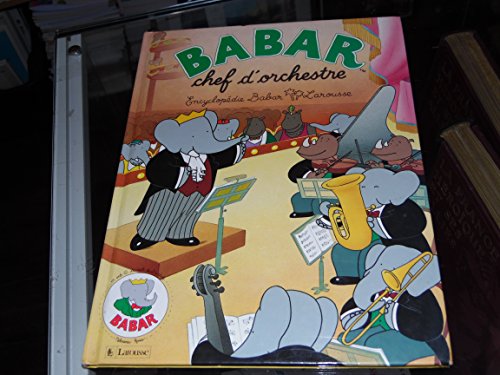 BABAR
chef d'orchestre
Encyclopédie Babar Larousse
BABAR
Larousse